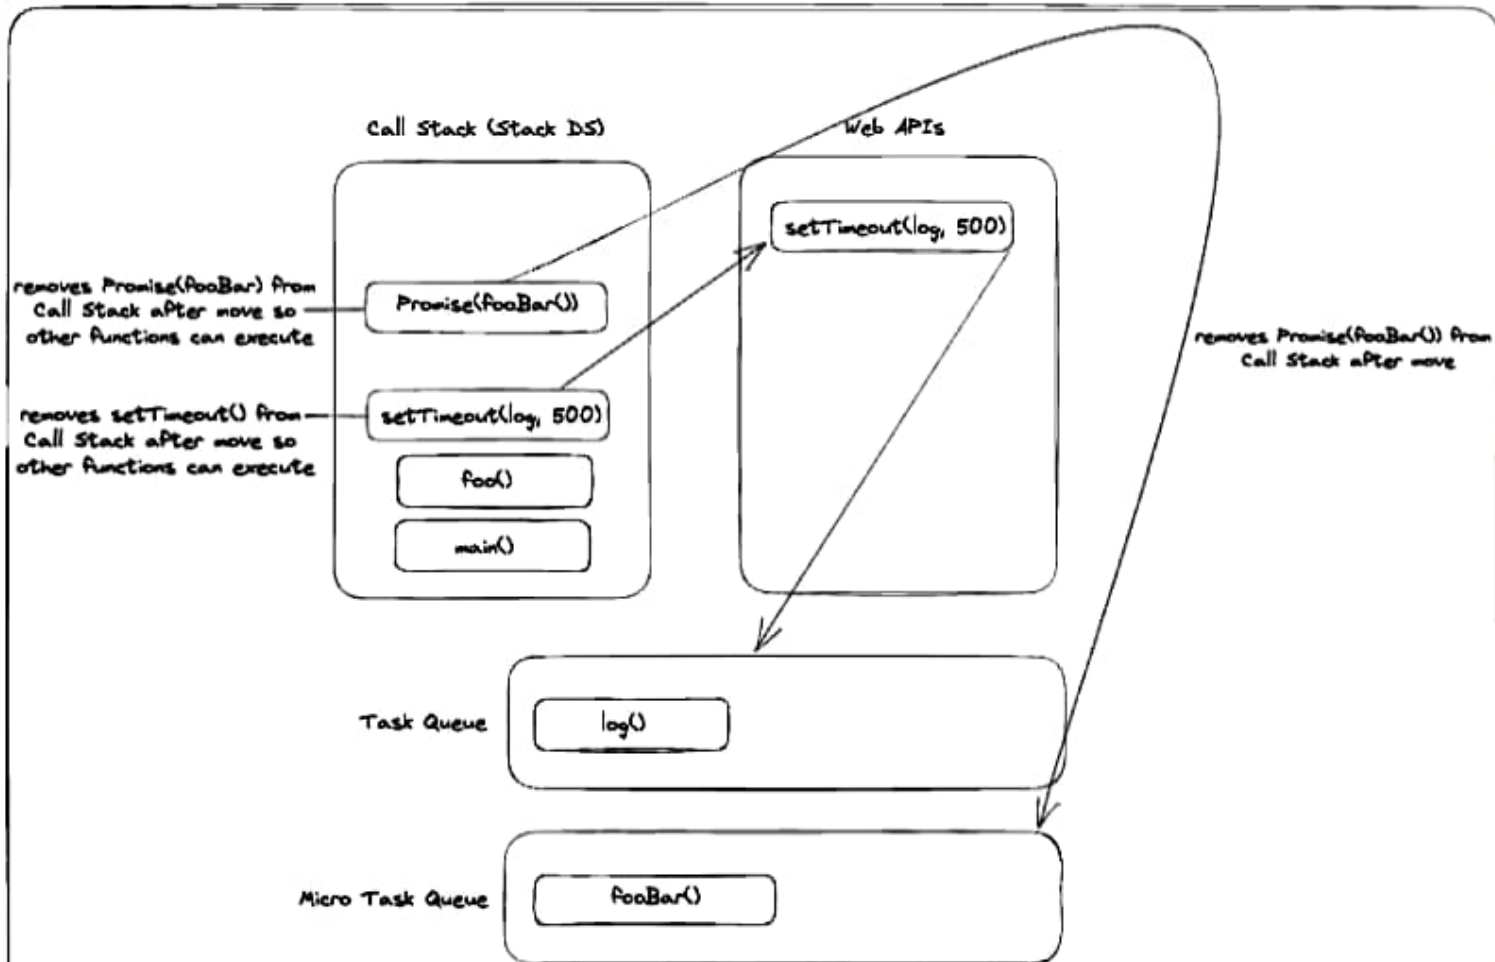 Call Stack (Stack DS)
Web APIs
setTimeout(log, 500)
removes Promise(fooBar) from
Call Stack after move so
other functions can execute
Promise(fooBar())
removes Promise(fooBar()) from
Call Stack after move
removes setTimeout() from
Call Stack after move so
other functions can execute
setTimeout(log, 500)
foo()
main()
Task Queue
log()
Micro Task Queue
fooBar()